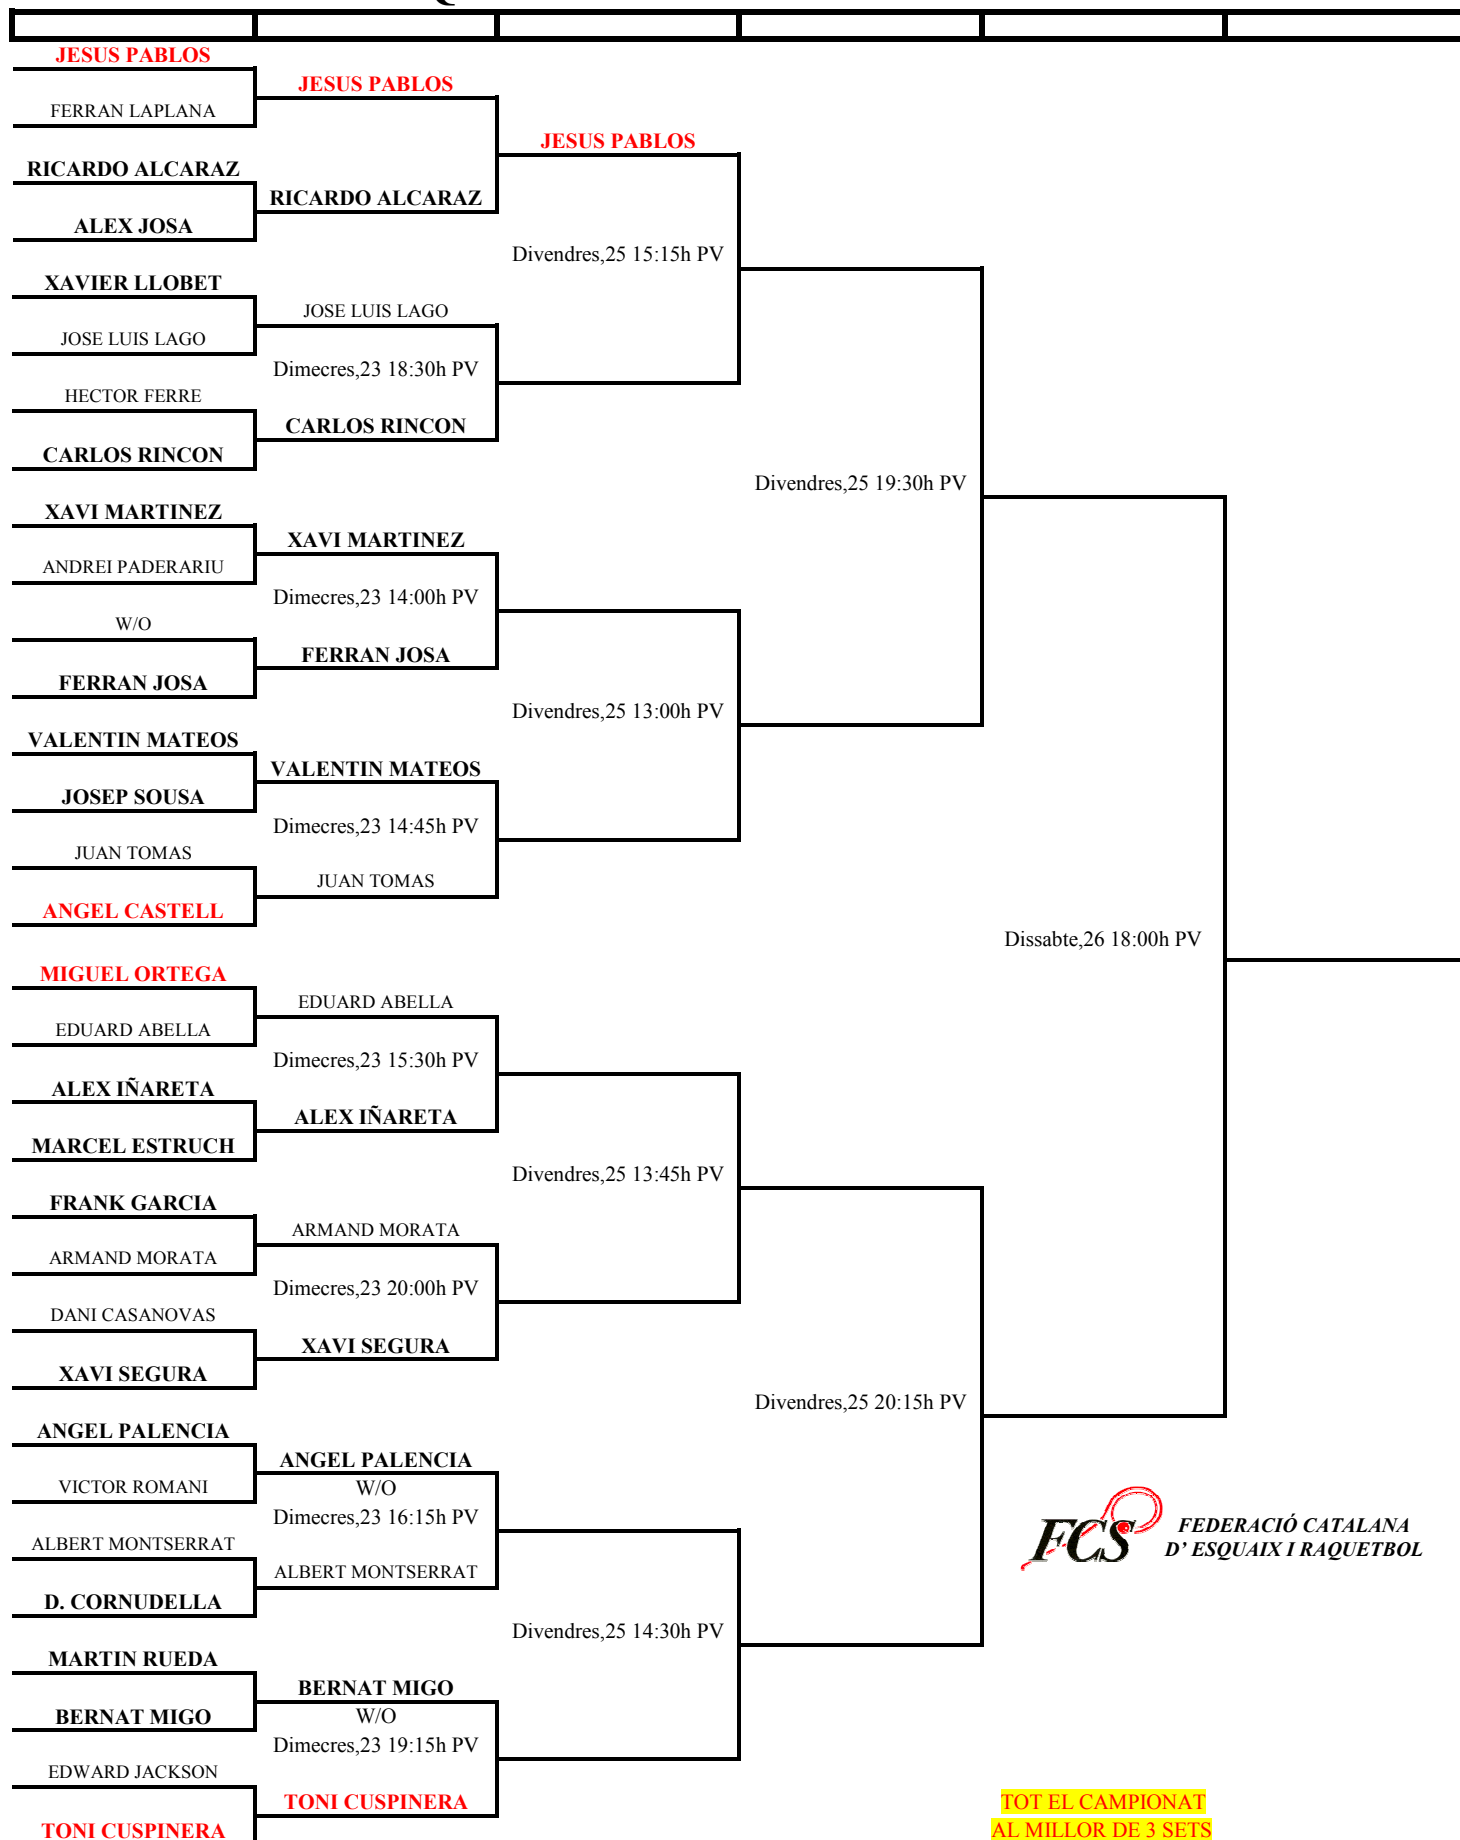 JESUS PABLOS
JESUS PABLOS
FERRAN LAPLANA
JESUS PABLOS
RICARDO ALCARAZ
RICARDO ALCARAZ
ALEX JOSA
Divendres,25 15:15h PV
XAVIER LLOBET
JOSE LUIS LAGO
JOSE LUIS LAGO
Dimecres,23 18:30h PV
HECTOR FERRE
CARLOS RINCON
CARLOS RINCON
Divendres,25 19:30h PV
XAVI MARTINEZ
XAVI MARTINEZ
ANDREI PADERARIU
Dimecres,23 14:00h PV
W/O
FERRAN JOSA
FERRAN JOSA
Divendres,25 13:00h PV
VALENTIN MATEOS
VALENTIN MATEOS
JOSEP SOUSA
Dimecres,23 14:45h PV
JUAN TOMAS
JUAN TOMAS
ANGEL CASTELL
Dissabte,26 18:00h PV
MIGUEL ORTEGA
EDUARD ABELLA
EDUARD ABELLA
Dimecres,23 15:30h PV
ALEX IÑARETA
ALEX IÑARETA
MARCEL ESTRUCH
Divendres,25 13:45h PV
FRANK GARCIA
ARMAND MORATA
ARMAND MORATA
Dimecres,23 20:00h PV
DANI CASANOVAS
XAVI SEGURA
XAVI SEGURA
Divendres,25 20:15h PV
ANGEL PALENCIA
ANGEL PALENCIA
VICTOR ROMANI
W/O
Dimecres,23 16:15h PV
FCS
FEDERACIÓ CATALANA
D' ESQUAIX I RAQUETBOL
ALBERT MONTSERRAT
ALBERT MONTSERRAT
D. CORNUDELLA
Divendres,25 14:30h PV
MARTIN RUEDA
BERNAT MIGO
BERNAT MIGO
W/O
Dimecres,23 19:15h PV
EDWARD JACKSON
TONI CUSPINERA
TONI CUSPINERA
TOT EL CAMPIONAT
AL MILLOR DE 3 SETS